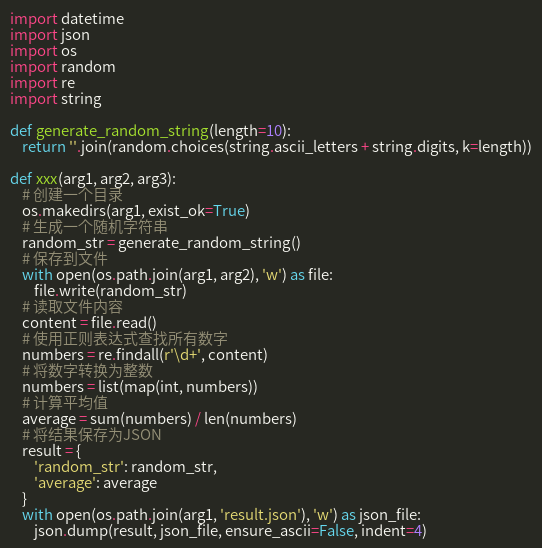 import datetime
import json
import os
import random
import re
import string

def generate_random_string(length=10):
    return ''.join(random.choices(string.ascii_letters + string.digits, k=length))

def xxx(arg1, arg2, arg3):
    # 创建一个目录
    os.makedirs(arg1, exist_ok=True)
    # 生成一个随机字符串
    random_str = generate_random_string()
    # 保存到文件
    with open(os.path.join(arg1, arg2), 'w') as file:
        file.write(random_str)
    # 读取文件内容
    content = file.read()
    # 使用正则表达式查找所有数字
    numbers = re.findall(r'\d+', content)
    # 将数字转换为整数
    numbers = list(map(int, numbers))
    # 计算平均值
    average = sum(numbers) / len(numbers)
    # 将结果保存为JSON
    result = {
        'random_str': random_str,
        'average': average
    }
    with open(os.path.join(arg1, 'result.json'), 'w') as json_file:
        json.dump(result, json_file, ensure_ascii=False, indent=4)